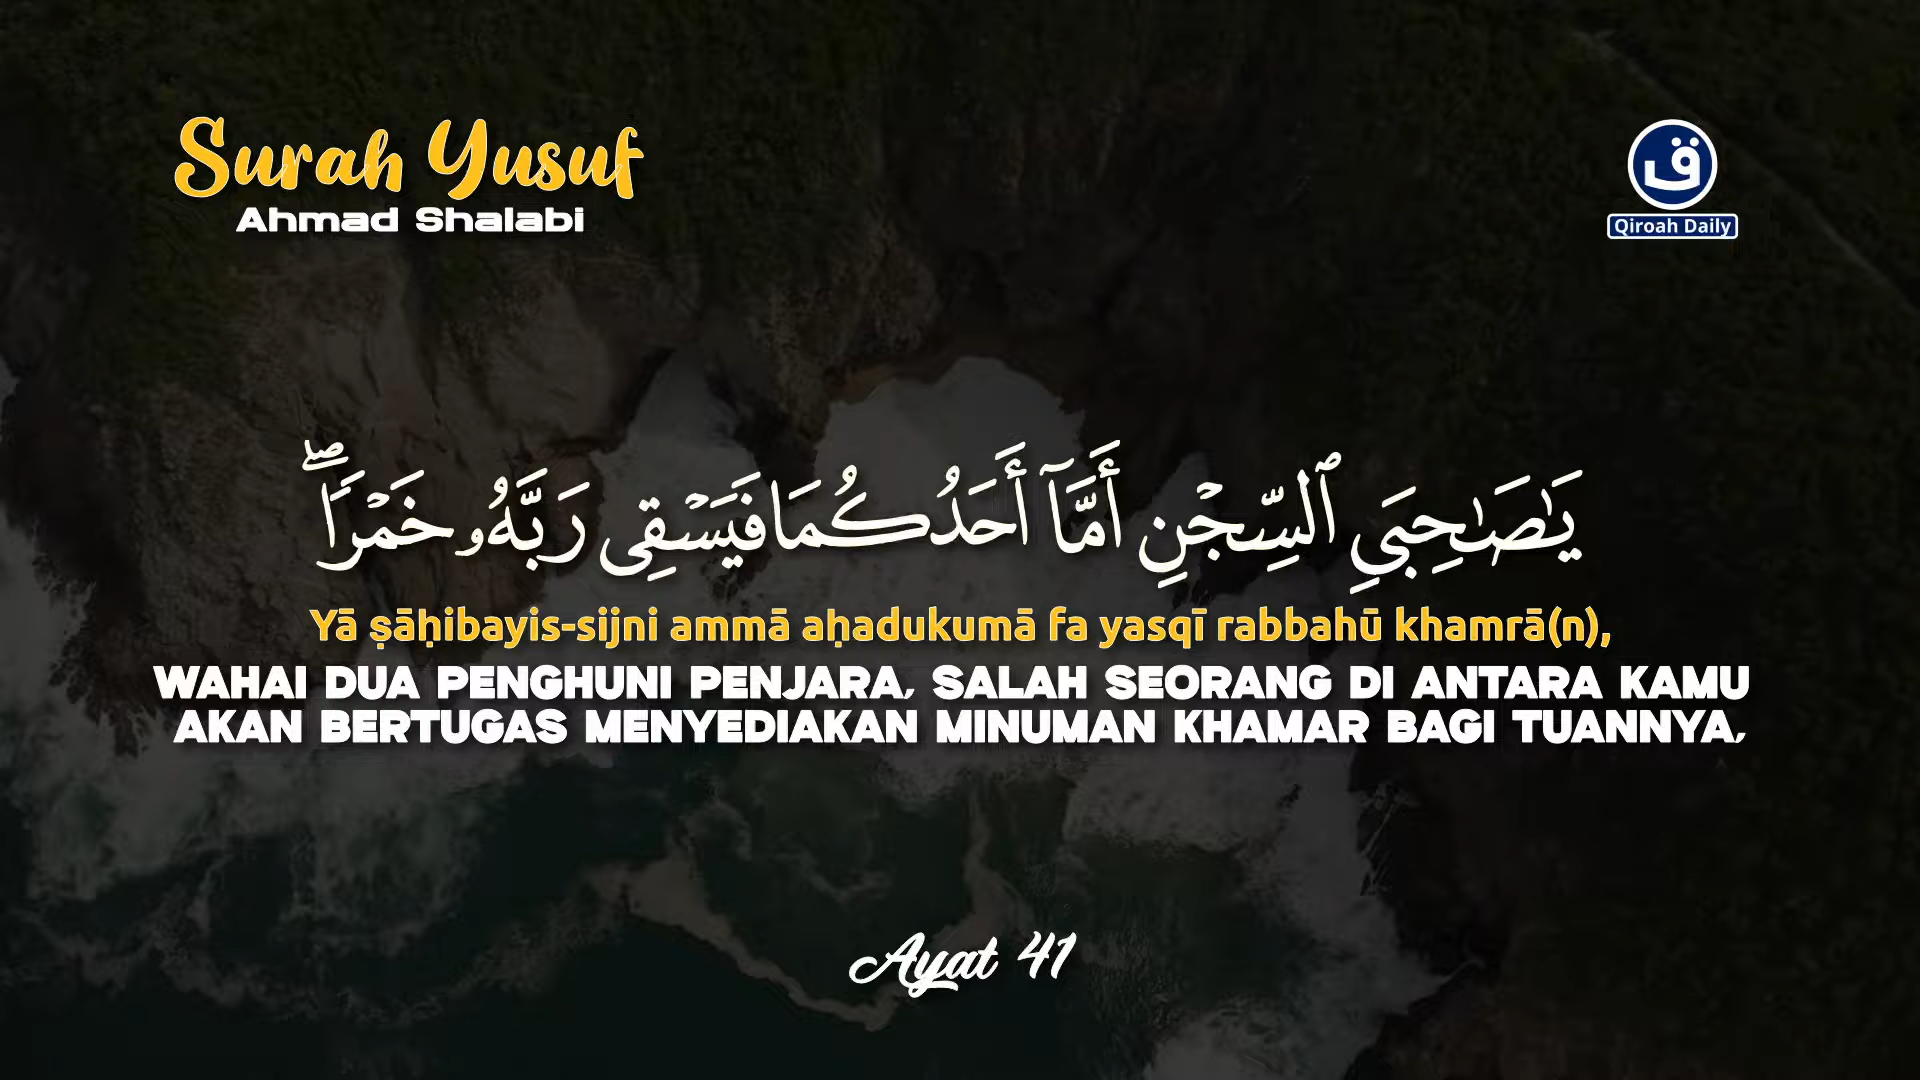 Surah Yusuf
Ahmad Shalabi
ق
Qiroah Daily
يَٰصَٰحِبَيِ ٱلسِّجْنِ أَمَّآ أَحَدُكُمَا فَيَسْقِى رَبَّهُۥ خَمْرًا ۖ
Yā ṣāḥibayis-sijni ammā aḥadukumā fa yasqī rabbahū khamrā(n),
WAHAI DUA PENGHUNI PENJARA, SALAH SEORANG DI ANTARA KAMU
AKAN BERTUGAS MENYEDIAKAN MINUMAN KHAMAR BAGI TUANNYA,
Ayat 41